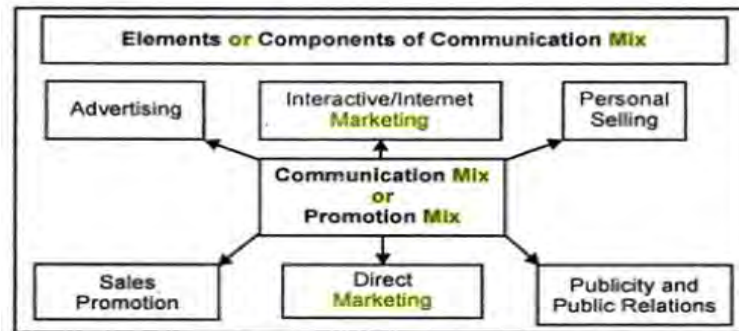 Elements or Components of Communication Mix
Advertising
Interactive/Internet
Marketing
Personal
Selling
Communication Mix
or
Promotion Mix
Sales
Promotion
Direct
Marketing
Publicity and
Public Relations